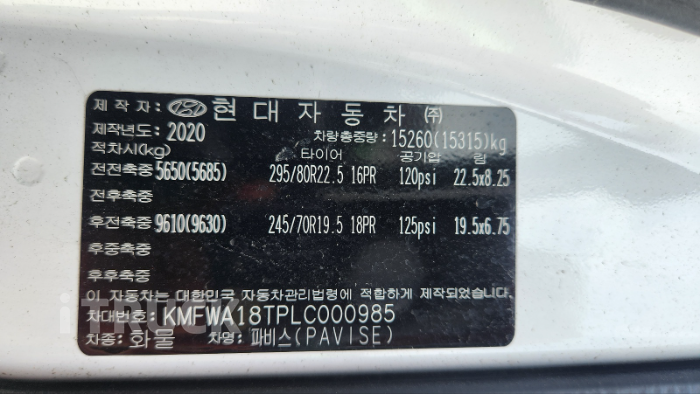 제 작 자: 현 대 자 동 차 ㈜
제작년도: 2020 차량총중량: 15260(15315)kg
적차시(kg) 타이어 공기압 림
전전축중 5650(5685) 295/80R22.5 16PR 120psi 22.5x8.25
전후축중
후전축중 9610(9630) 245/70R19.5 18PR 125psi 19.5x6.75
후중축중
후후축중
이 자동차는 대한민국 자동차관리법령에 적합하게 제작되었습니다.
차대번호: KMFWA18TPLC000985
차종: 화물 차명: 파비스(PAVISE)
iTRUCK